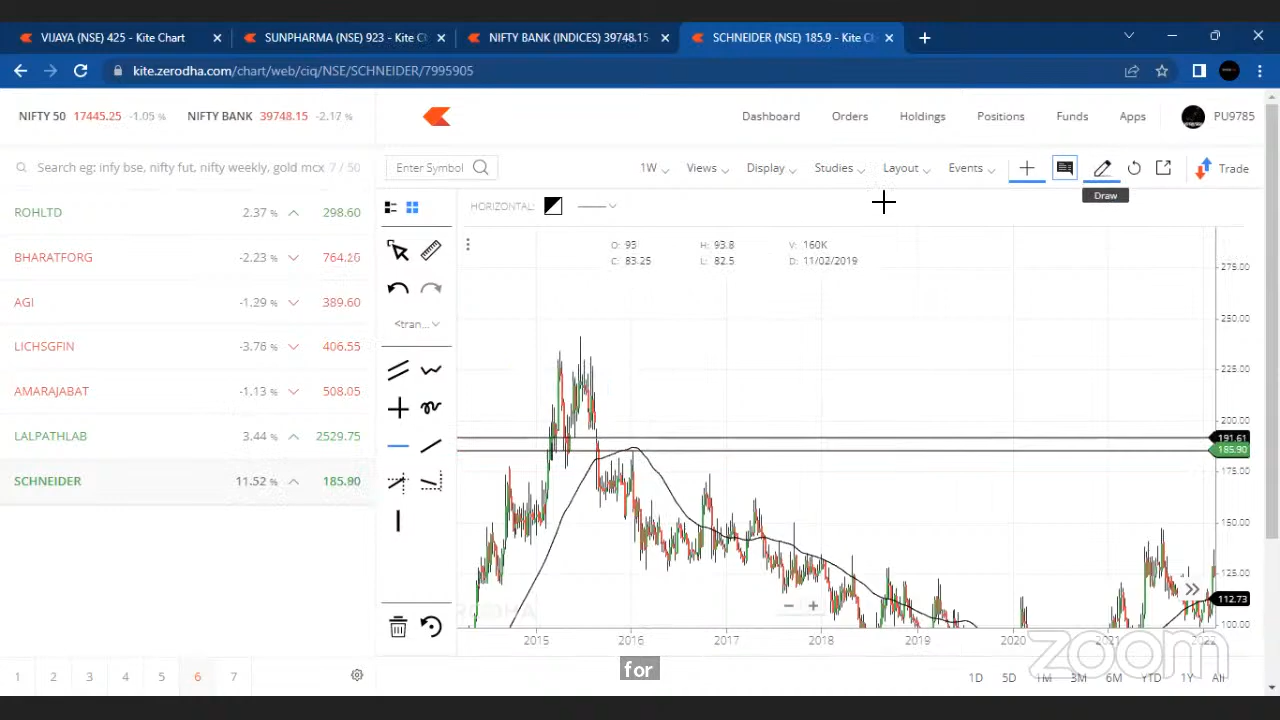 VIJAYA (NSE) 425 - Kite Chart
SUNPHARMA (NSE) 923 - Kite C
NIFTY BANK (INDICES) 39748.15
SCHNEIDER (NSE) 185.9 - Kite C
kite.zerodha.com/chart/web/ciq/NSE/SCHNEIDER/7995905
NIFTY 50 17445.25 -1.05 % NIFTY BANK 39748.15 -2.17 %
Dashboard Orders Holdings Positions Funds Apps PU9785
Search eg: infy bse, nifty fut, nifty weekly, gold mcx 7 / 50
Enter Symbol 1W Views Display Studies Layout Events Trade
Draw
HORIZONTAL:
ROHLTD 2.37 % 298.60
BHARATFORG -2.23 % 764.20
AGI -1.29 % 389.60
LICHSGFIN -3.76 % 406.55
AMARAJABAT -1.13 % 508.05
LALPATHLAB 3.44 % 2529.75
SCHNEIDER 11.52 % 185.90
<tran...
O: 95 H: 93.8 V: 160K
C: 83.25 L: 82.5 D: 11/02/2019
275.00
250.00
225.00
200.00
191.61
185.90
175.00
150.00
125.00
112.73
100.00
2015 2016 2017 2018 2019 2020 2021 2022
1D 5D 1M 3M 6M YTD 1Y All
1 2 3 4 5 6 7
for
zoom